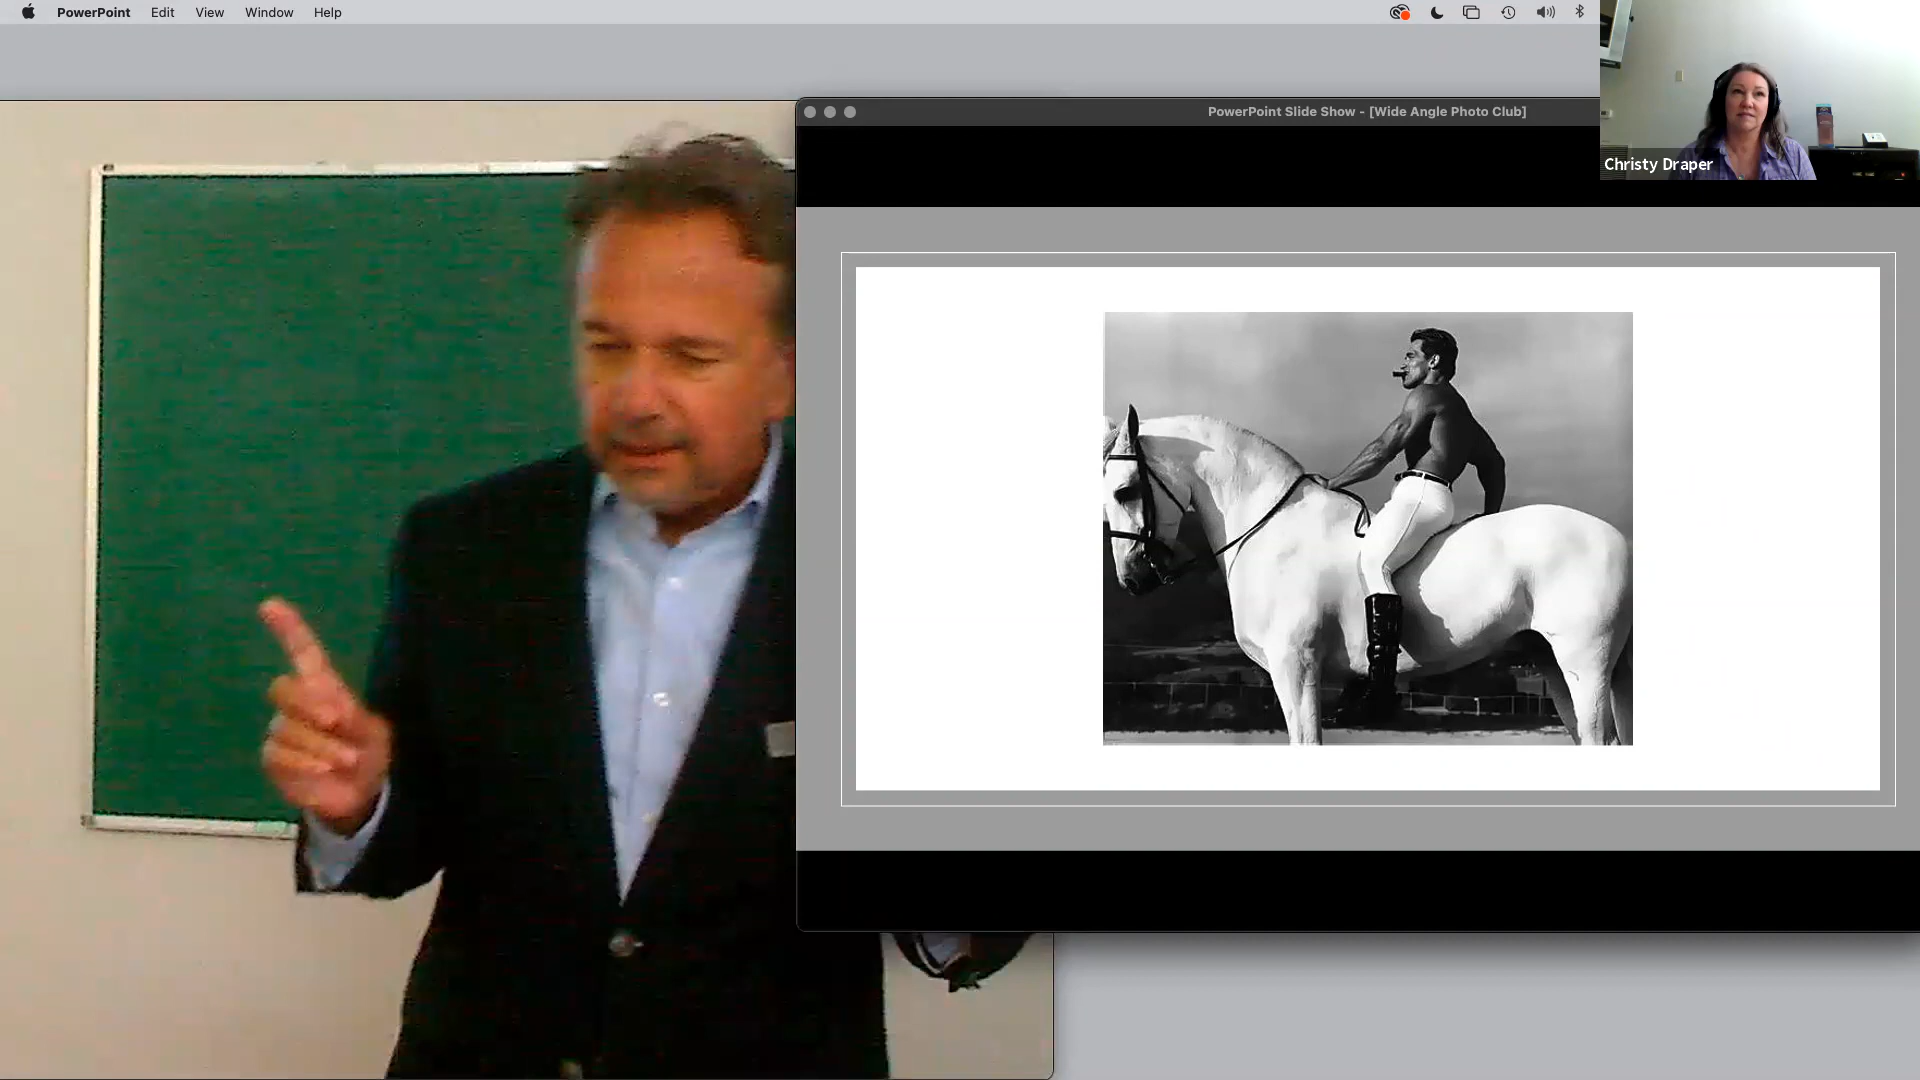 PowerPoint Edit View Window Help
PowerPoint Slide Show - [Wide Angle Photo Club]
Christy Draper